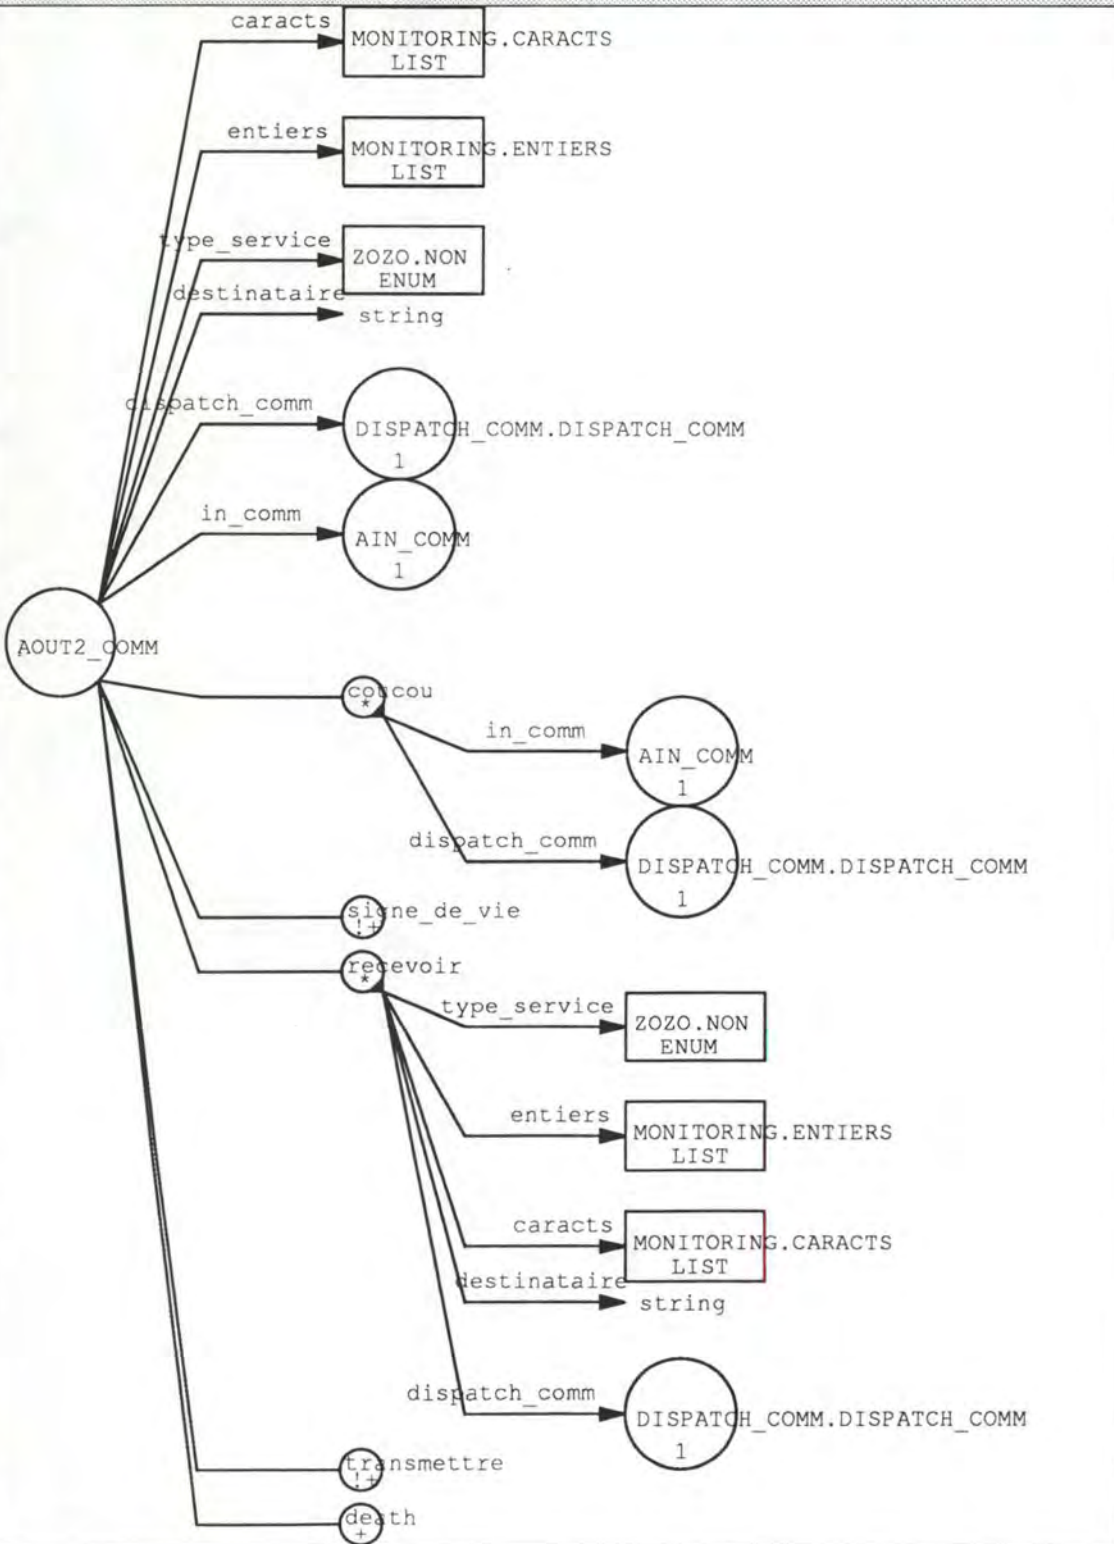 caracts
MONITORING.CARACTS
LIST
entiers
MONITORING.ENTIERS
LIST
type_service
ZOZO.NON
ENUM
destinataire
string
dispatch_comm
DISPATCH_COMM.DISPATCH_COMM
1
in_comm
AIN_COMM
1
AOUT2_COMM
coucou
*
in_comm
AIN_COMM
1
dispatch_comm
DISPATCH_COMM.DISPATCH_COMM
1
signe_de_vie
!+
recevoir
*
type_service
ZOZO.NON
ENUM
entiers
MONITORING.ENTIERS
LIST
caracts
MONITORING.CARACTS
LIST
destinataire
string
dispatch_comm
DISPATCH_COMM.DISPATCH_COMM
1
transmettre
!+
death
+